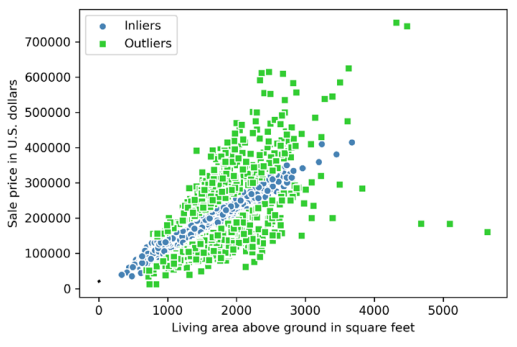 Inliers
Outliers
700000
600000
500000
400000
300000
200000
100000
0
Sale price in U.S. dollars
0 1000 2000 3000 4000 5000
Living area above ground in square feet